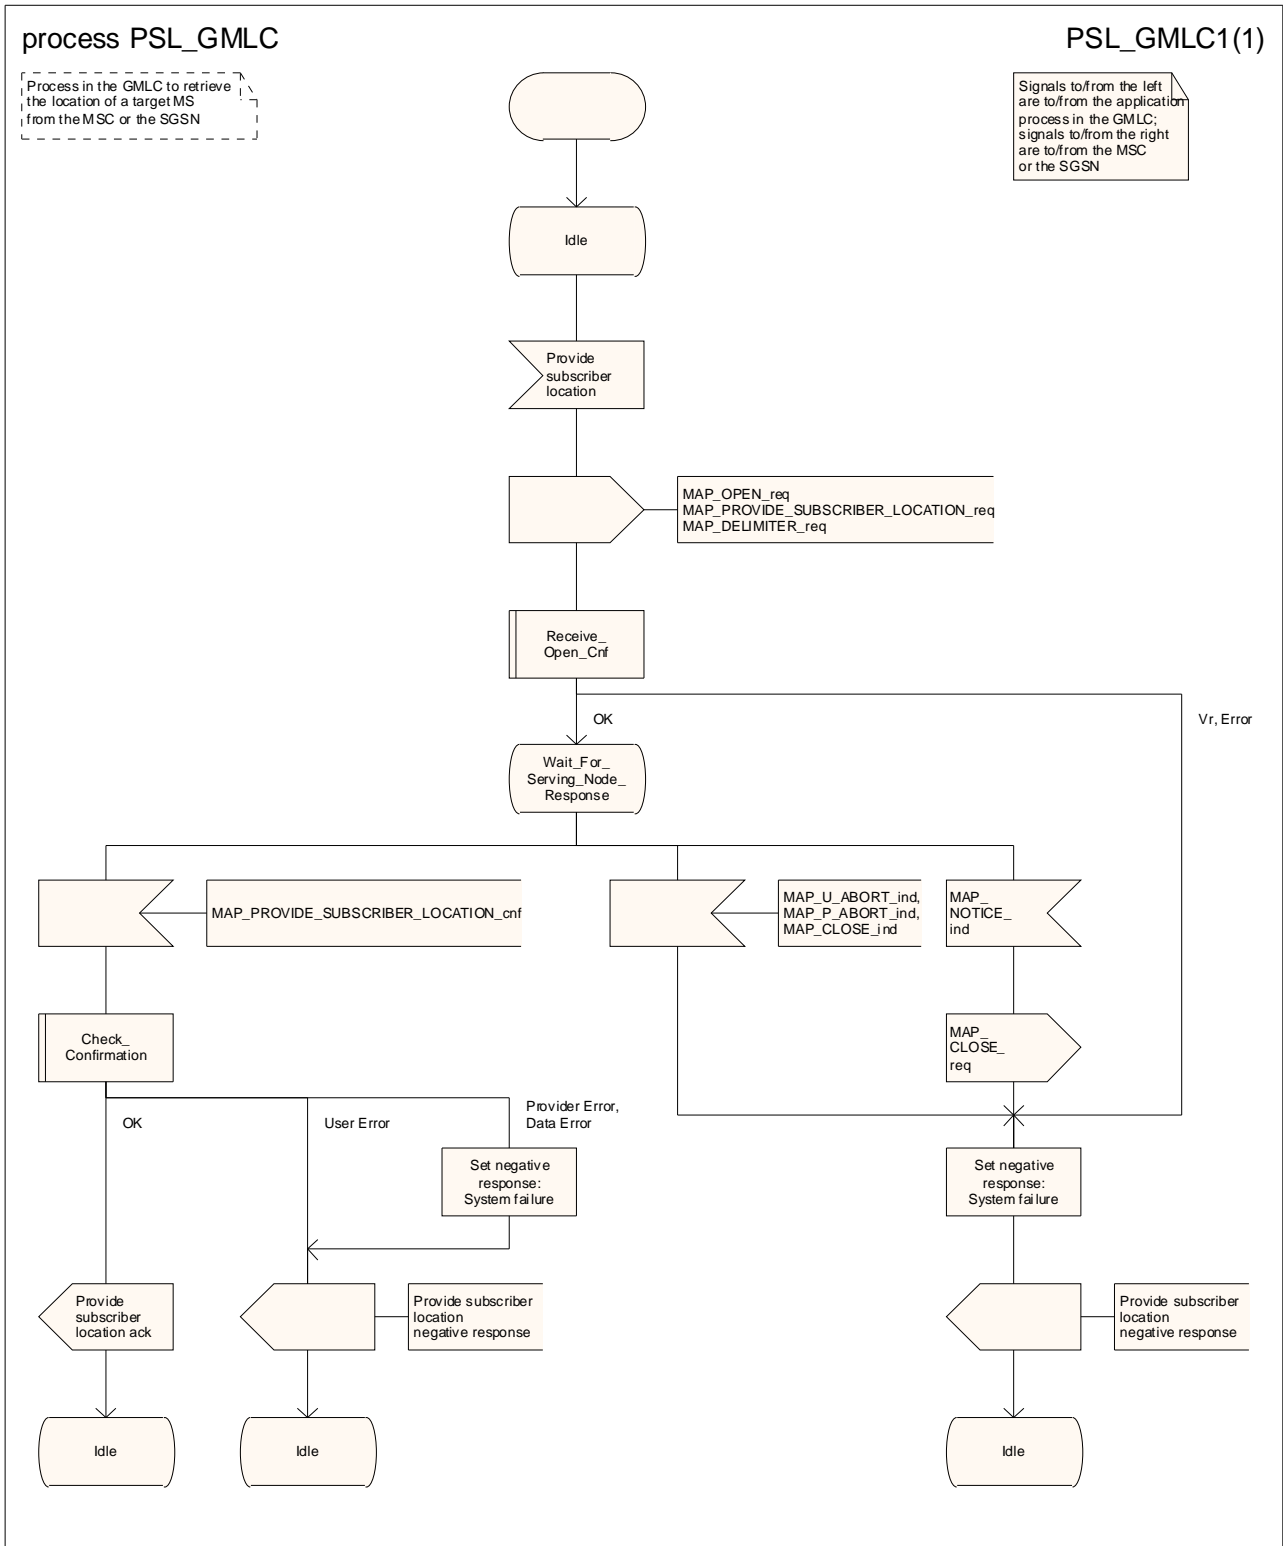 process PSL_GMLC
PSL_GMLC1(1)
Process in the GMLC to retrieve
the location of a target MS
from the MSC or the SGSN
Signals to/from the left
are to/from the application
process in the GMLC;
signals to/from the right
are to/from the MSC
or the SGSN
Idle
Provide
subscriber
location
MAP_OPEN_req
MAP_PROVIDE_SUBSCRIBER_LOCATION_req
MAP_DELIMITER_req
Receive_
Open_Cnf
OK
Vr, Error
Wait_For_
Serving_Node_
Response
MAP_PROVIDE_SUBSCRIBER_LOCATION_cnf
MAP_U_ABORT_ind,
MAP_P_ABORT_ind,
MAP_CLOSE_ind
MAP_
NOTICE_
ind
Check_
Confirmation
MAP_
CLOSE_
req
OK
User Error
Provider Error,
Data Error
Set negative
response:
System failure
Set negative
response:
System failure
Provide
subscriber
location ack
Provide subscriber
location
negative response
Provide subscriber
location
negative response
Idle
Idle
Idle